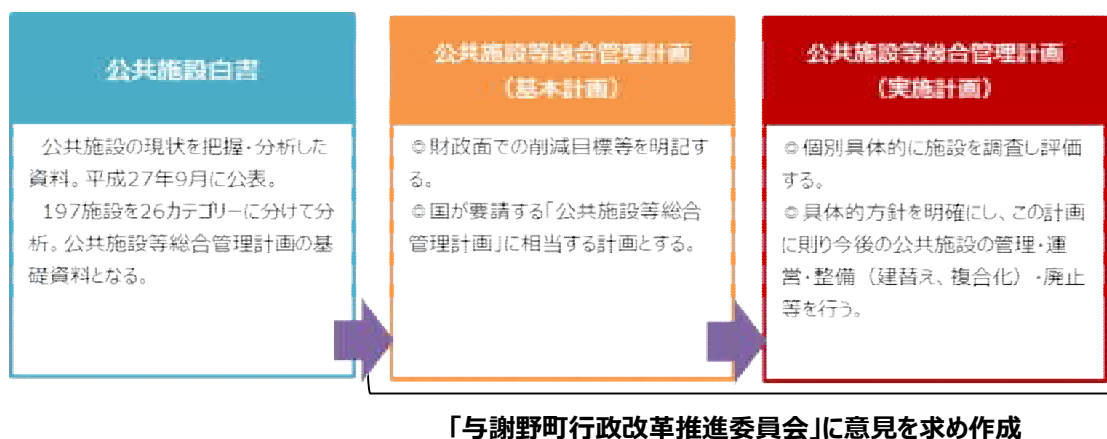 公共施設白書
公共施設の現状を把握・分析した
資料。平成27年9月に公表。
197施設を26カテゴリーに分けて分
析。公共施設等総合管理計画の基
礎資料となる。
公共施設等総合管理計画
（基本計画）
◎財政面での削減目標等を明記す
る。
◎国が要請する「公共施設等総合
管理計画」に相当する計画とする。
公共施設等総合管理計画
（実施計画）
◎個別具体的に施設を調査し評価
する。
◎具体的方針を明確にし、この計画
に則り今後の公共施設の管理・運
営・整備（建替え、複合化）・廃止
等を行う。
「与謝野町行政改革推進委員会」に意見を求め作成